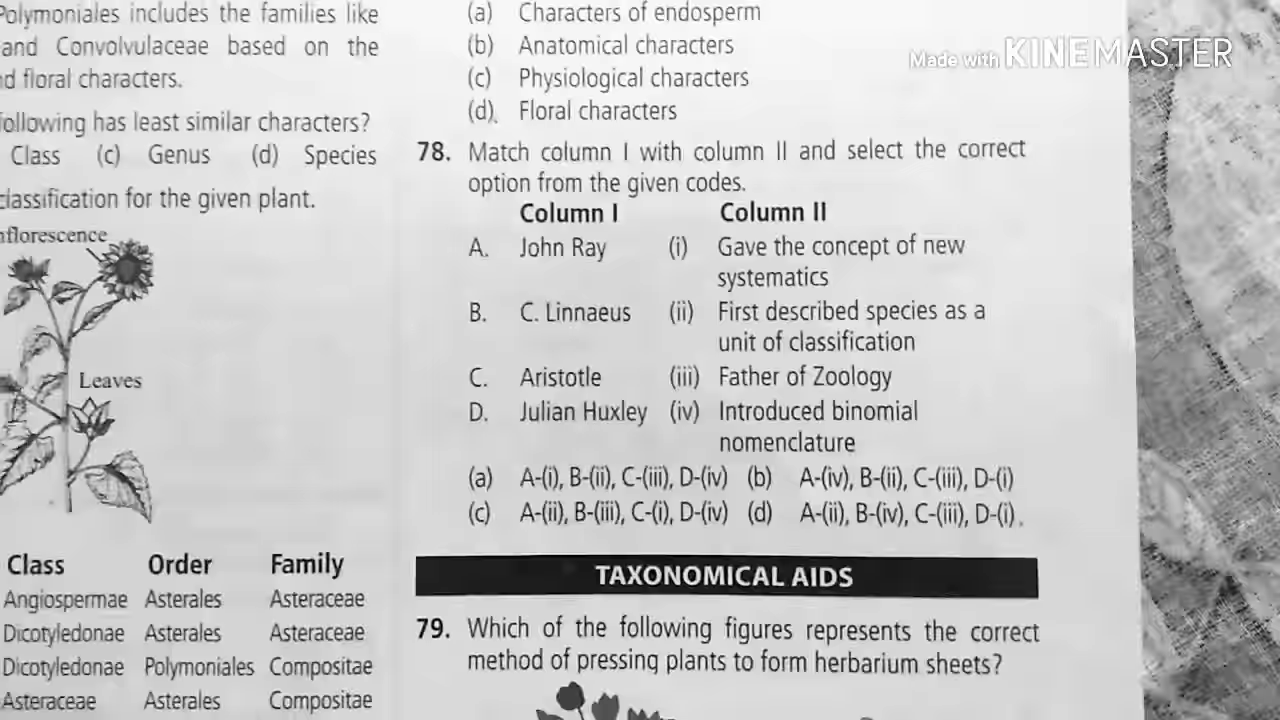 Polymoniales includes the families like
and Convolvulaceae based on the
nd floral characters.
following has least similar characters?
Class (c) Genus (d) Species
classification for the given plant.
nflorescence
Leaves
Class Order Family
Angiospermae Asterales Asteraceae
Dicotyledonae Asterales Asteraceae
Dicotyledonae Polymoniales Compositae
Asteraceae Asterales Compositae
(a) Characters of endosperm
(b) Anatomical characters
(c) Physiological characters
(d) Floral characters
78. Match column I with column II and select the correct
option from the given codes.
Column I Column II
A. John Ray (i) Gave the concept of new
systematics
B. C. Linnaeus (ii) First described species as a
unit of classification
C. Aristotle (iii) Father of Zoology
D. Julian Huxley (iv) Introduced binomial
nomenclature
(a) A-(i), B-(ii), C-(iii), D-(iv) (b) A-(iv), B-(ii), C-(iii), D-(i)
(c) A-(ii), B-(iii), C-(i), D-(iv) (d) A-(ii), B-(iv), C-(iii), D-(i).
TAXONOMICAL AIDS
79. Which of the following figures represents the correct
method of pressing plants to form herbarium sheets?
Made with KINEMASTER